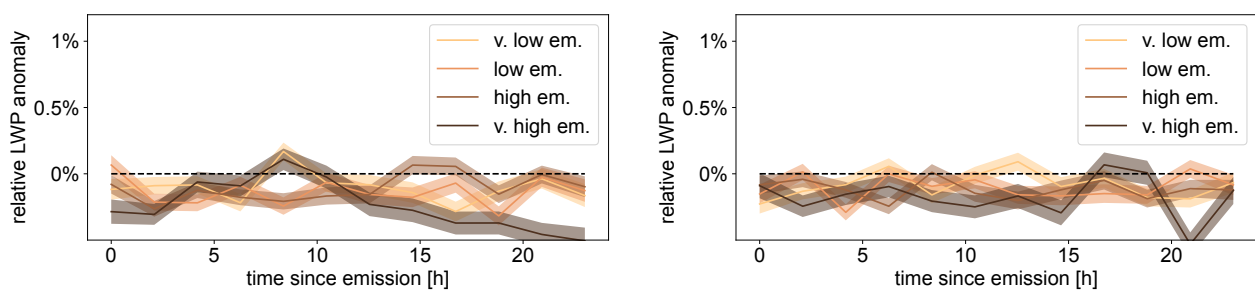 relative LWP anomaly
1%
0.5%
0%
v. low em.
low em.
high em.
v. high em.
0
5
10
15
20
time since emission [h]
relative LWP anomaly
1%
0.5%
0%
v. low em.
low em.
high em.
v. high em.
0
5
10
15
20
time since emission [h]